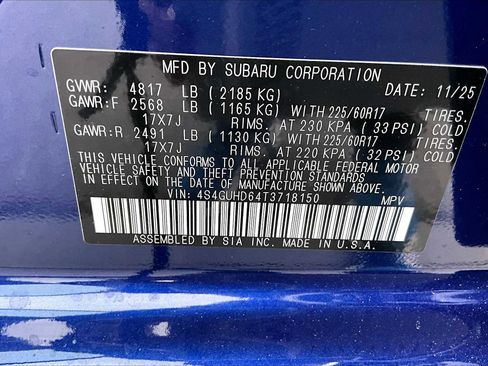 MFD BY SUBARU CORPORATION
GVWR: 4817 LB ( 2185 KG) DATE: 11/25
GAWR:F 2568 LB ( 1165 KG) WITH 225/60R17 TIRES.
17X7J RIMS. AT 230 KPA ( 33 PSI) COLD
GAWR:R 2491 LB ( 1130 KG) WITH 225/60R17 TIRES.
17X7J RIMS. AT 220 KPA ( 32 PSI) COLD
THIS VEHICLE CONFORMS TO ALL APPLICABLE FEDERAL MOTOR
VEHICLE SAFETY, BUMPER, AND THEFT PREVENTION STANDARDS
IN EFFECT ON THE DATE OF MANUFACTURE SHOWN ABOVE.
VIN: 4S4GUHD64T3718150 MPV
ASSEMBLED BY SIA INC. MADE IN U.S.A.